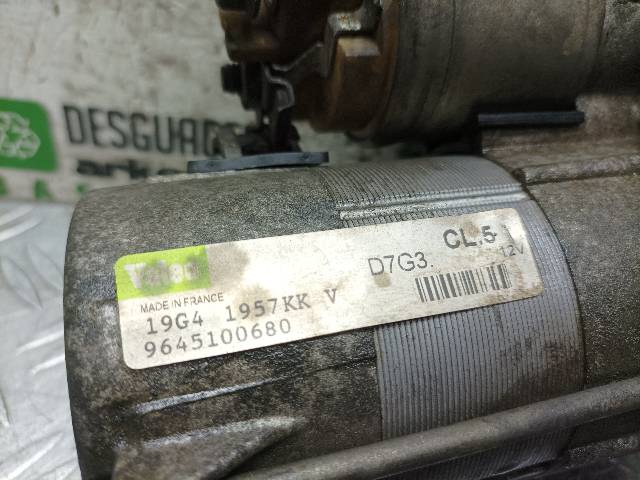 DESGUACE
Valeo
MADE IN FRANCE
D7G3. CL.5
12V
19G4 1957KK V
9645100680